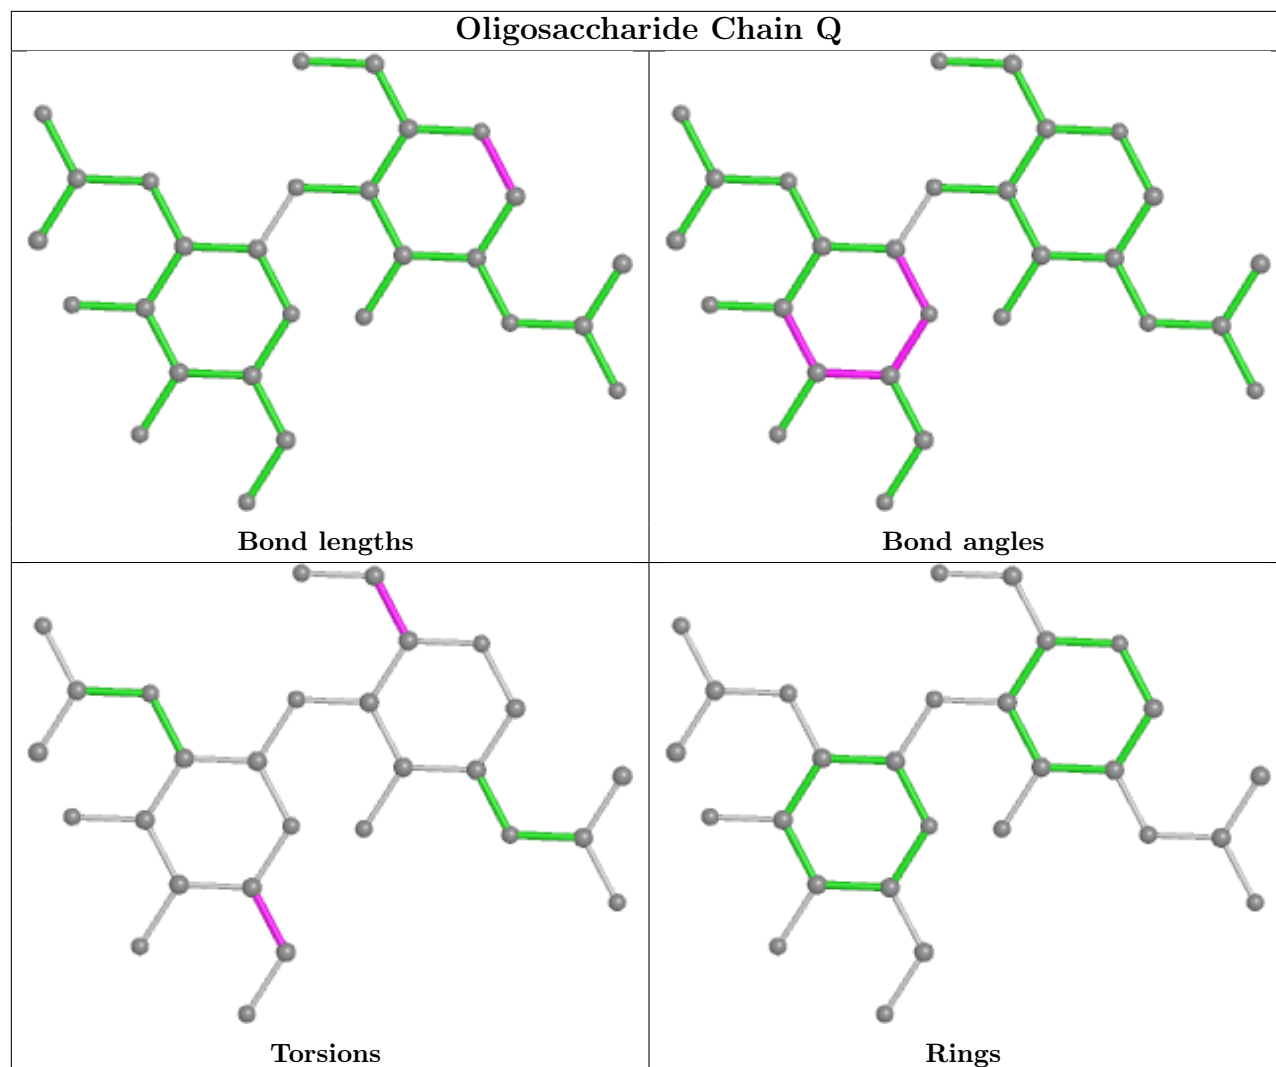 Oligosaccharide Chain Q
Bond lengths
Bond angles
Torsions
Rings